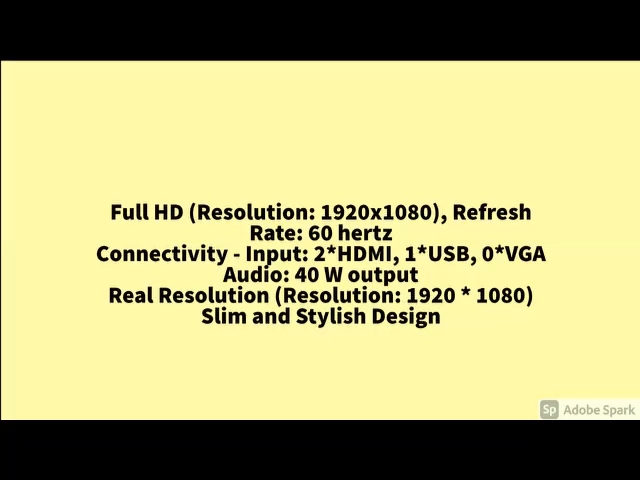 Full HD (Resolution: 1920x1080), Refresh
Rate: 60 hertz
Connectivity - Input: 2*HDMI, 1*USB, 0*VGA
Audio: 40 W output
Real Resolution (Resolution: 1920 * 1080)
Slim and Stylish Design
Sp Adobe Spark